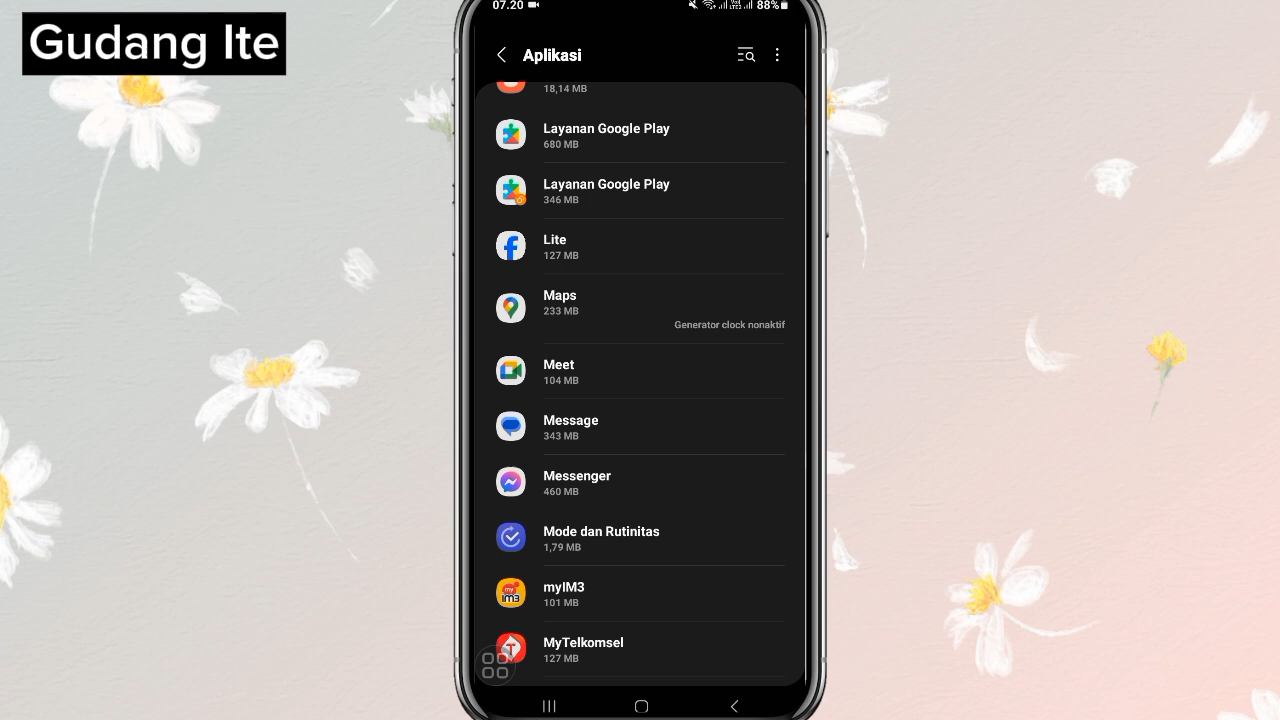 Gudang Ite
07.20
88%
Aplikasi
18,14 MB
Layanan Google Play
680 MB
Layanan Google Play
346 MB
Lite
127 MB
Maps
233 MB
Generator clock nonaktif
Meet
104 MB
Message
343 MB
Messenger
460 MB
Mode dan Rutinitas
1,79 MB
myIM3
101 MB
MyTelkomsel
127 MB